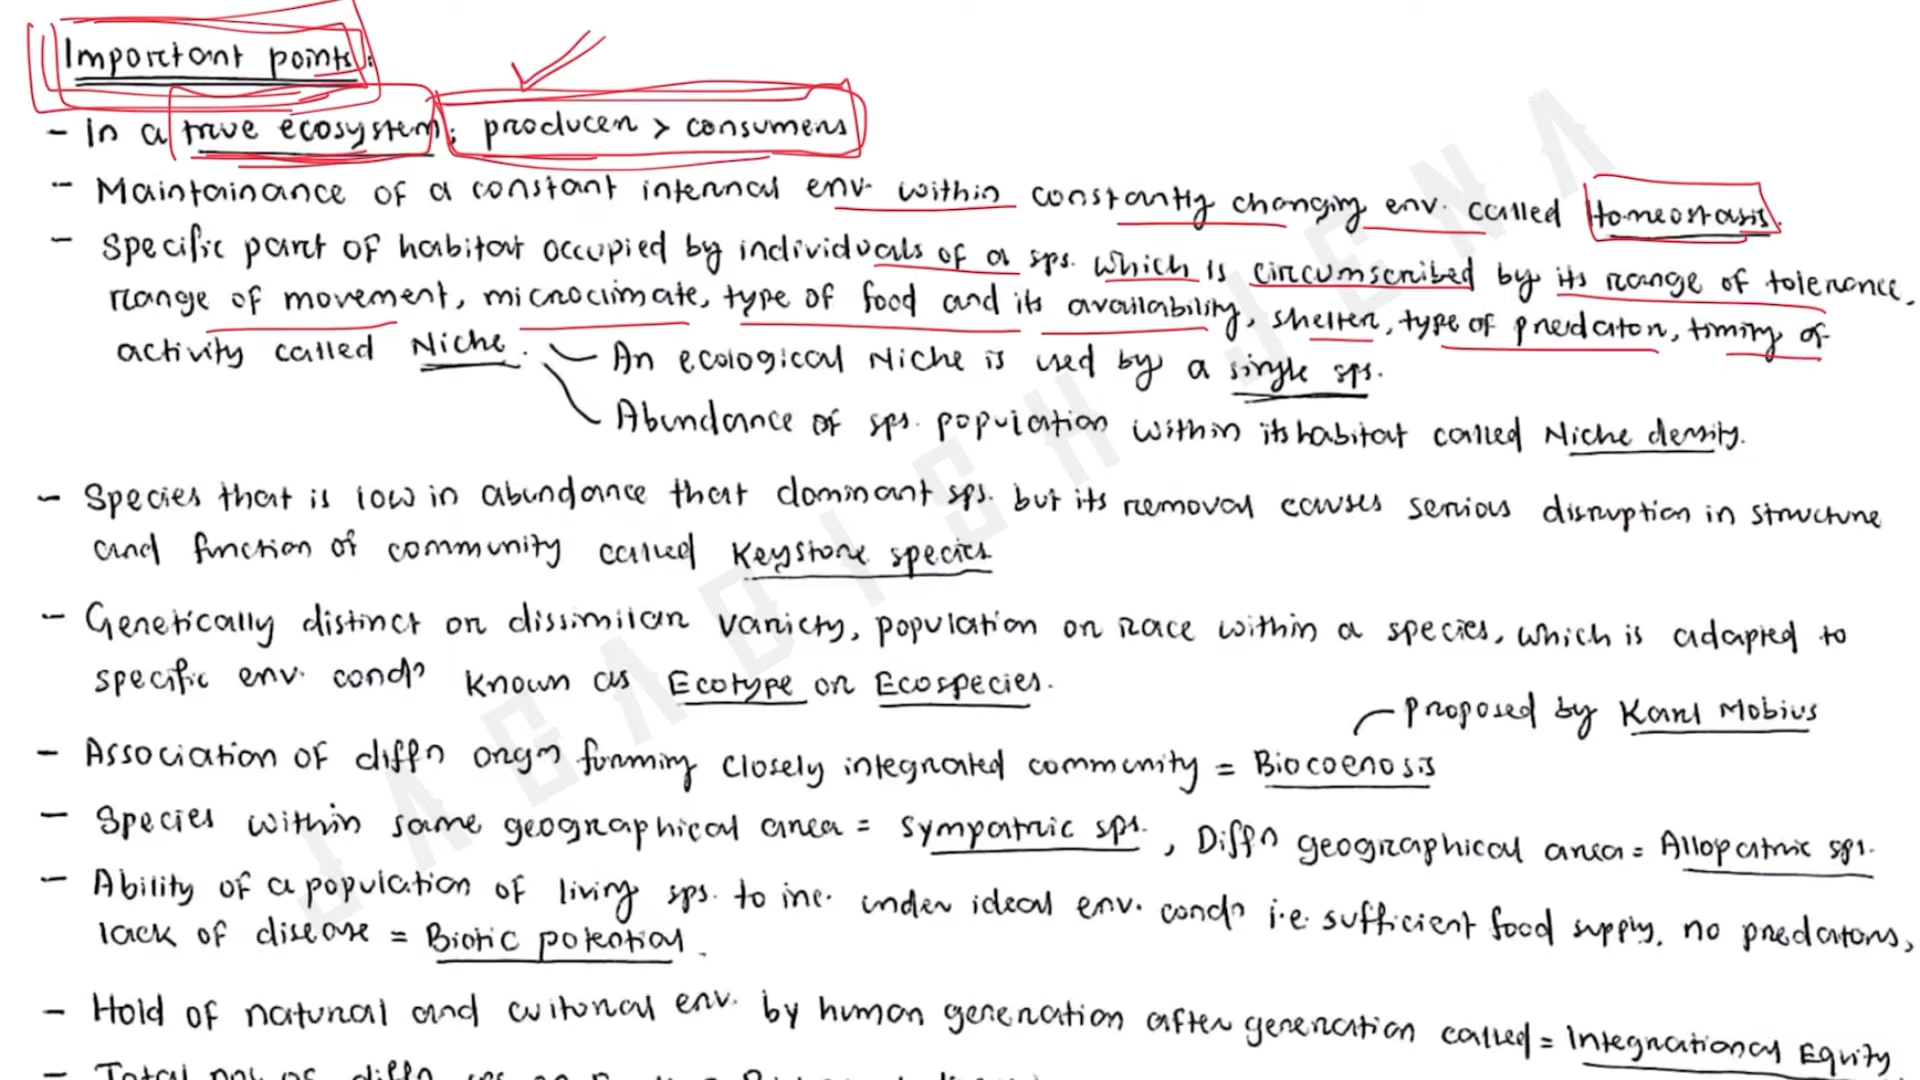 Important points:
- In a true ecosystem; producer > consumers
- Maintainance of a constant internal env. within constantly changing env. called Homeostasis.
- Specific part of habitat occupied by individuals of a sps. which is circumscribed by its range of tolerance,
range of movement, microcimate, type of food and its availability, shelter, type of predator, timing of
activity called Niche.
An ecological Niche is used by a single sps.
Abundance of sps. population within its habitat called Niche density.
- Species that is low in abundance that dominant sps. but its removal causes serious disruption in structure
and function of community called Keystone species
- Genetically distinct or dissimilar variety, population or race within a species, which is adapted to
specific env. condn known as Ecotype or Ecospecies.
proposed by Karl Mobius
- Association of diffn orgn forming closely integrated community = Biocoenosis
- Species within same geographical area = Sympatric sps., Diffn geographical area = Allopatric sps.
- Ability of a population of living sps. to inc. under ideal env. condn i.e. sufficient food supply, no predators,
lack of disease = Biotic potential.
- Hold of natural and cultural env. by human generation after generation called = Integrational Equity
JAGADISH JENA